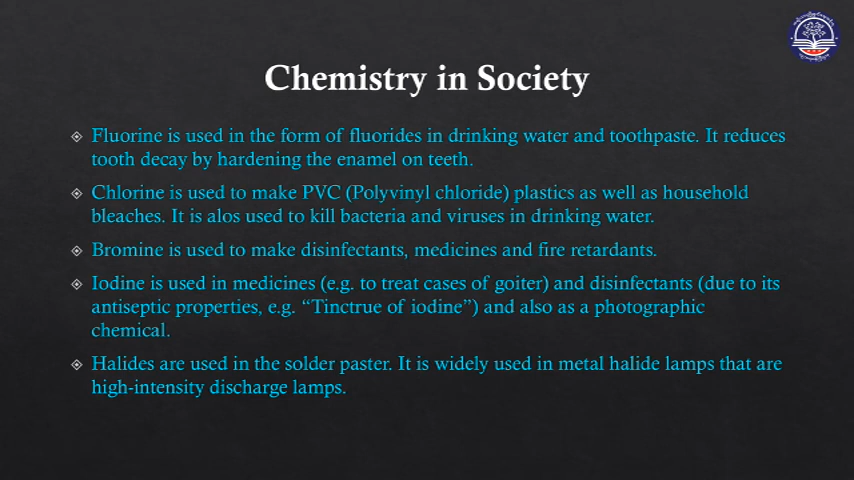 Chemistry in Society
Fluorine is used in the form of fluorides in drinking water and toothpaste. It reduces
tooth decay by hardening the enamel on teeth.
Chlorine is used to make PVC (Polyvinyl chloride) plastics as well as household
bleaches. It is alos used to kill bacteria and viruses in drinking water.
Bromine is used to make disinfectants, medicines and fire retardants.
Iodine is used in medicines (e.g. to treat cases of goiter) and disinfectants (due to its
antiseptic properties, e.g. “Tinctrue of iodine”) and also as a photographic
chemical.
Halides are used in the solder paster. It is widely used in metal halide lamps that are
high-intensity discharge lamps.